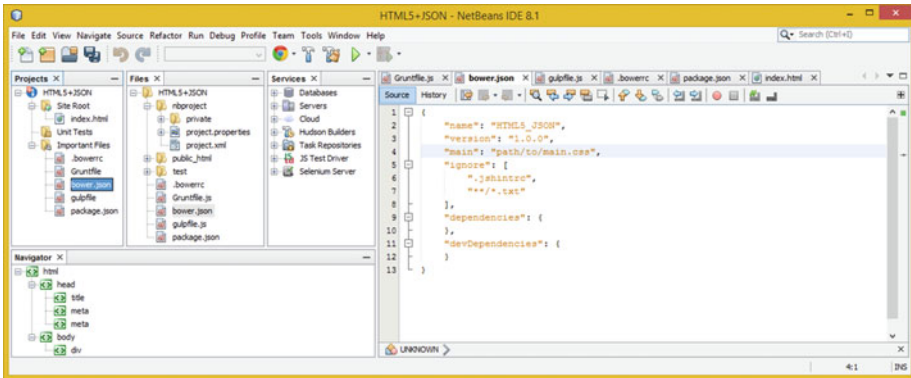 HTML5+JSON - NetBeans IDE 8.1
File Edit View Navigate Source Refactor Run Debug Profile Team Tools Window Help
Search (Ctrl+I)
Projects
HTML5+JSON
Site Root
index.html
Unit Tests
Important Files
.bowerrc
Gruntfile
bower.json
gulpfile
package.json
Files
HTML5+JSON
nbproject
private
project.properties
project.xml
public_html
test
.bowerrc
Gruntfile.js
bower.json
gulpfile.js
package.json
Services
Databases
Servers
Cloud
Hudson Builders
Task Repositories
JS Test Driver
Selenium Server
Gruntfile.js bower.json gulpfile.js .bowerrc package.json index.html
Source History
1 {
2 "name": "HTML5_JSON",
3 "version": "1.0.0",
4 "main": "path/to/main.css",
5 "ignore": [
6 ".jshintrc",
7 "**/*.txt"
8 ],
9 "dependencies": {
10 },
11 "devDependencies": {
12 }
13 }
Navigator
html
head
title
meta
meta
body
div
UNKNOWN
4:1 INS